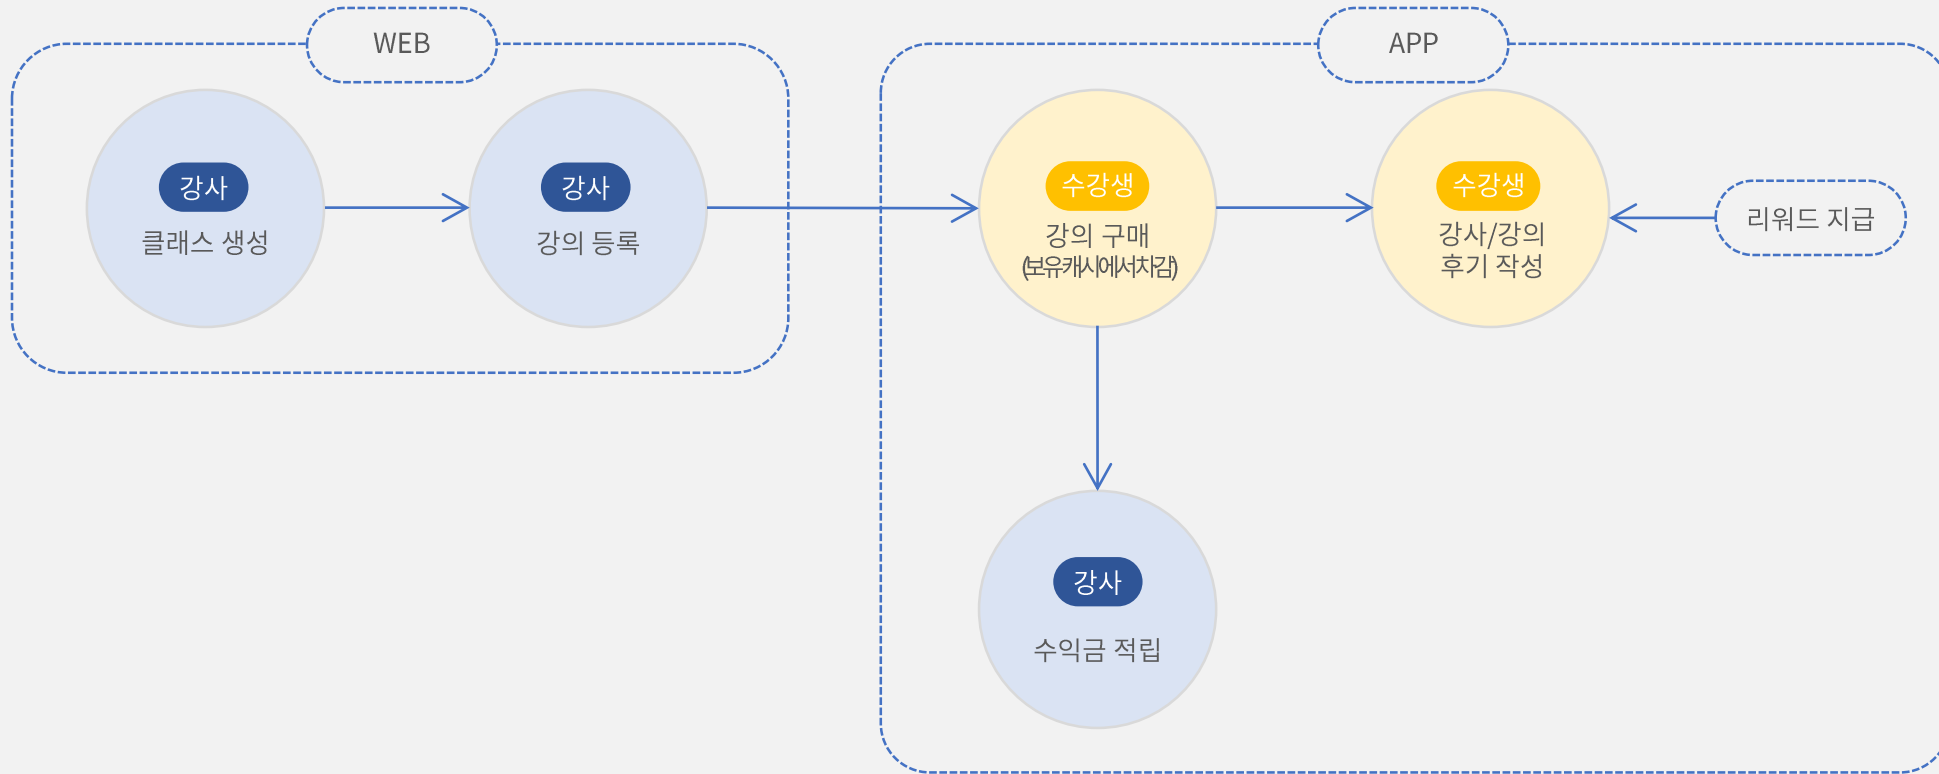 WEB
강사
클래스 생성
강사
강의 등록
APP
수강생
강의 구매
(보유캐시에서차감)
수강생
강사/강의
후기 작성
리워드 지급
강사
수익금 적립